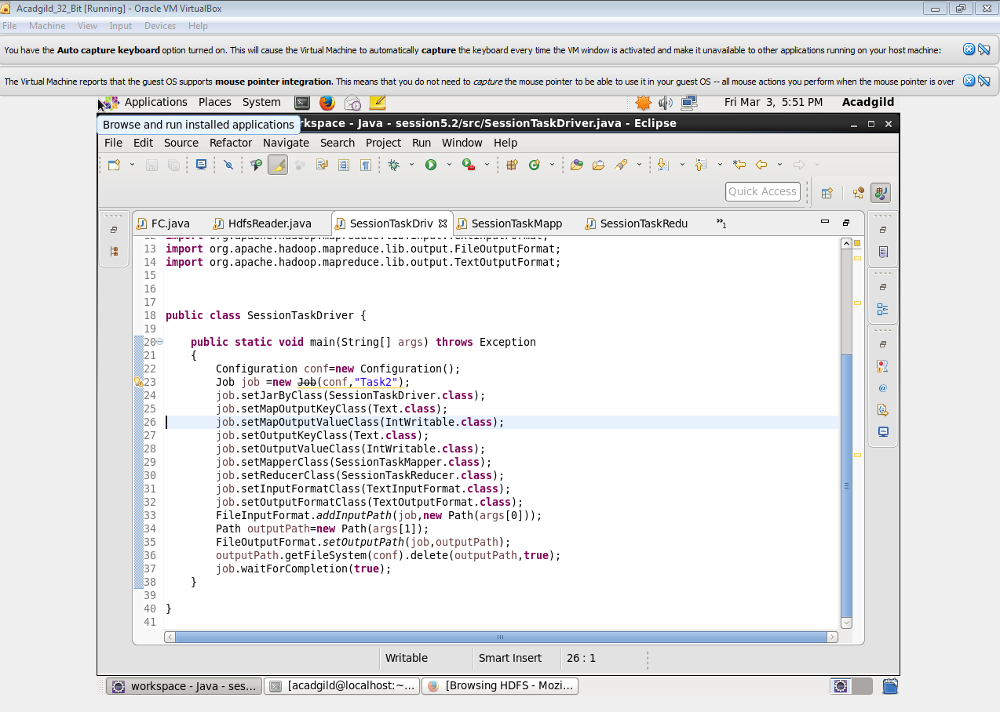 Acadgild_32_Bit [Running] - Oracle VM VirtualBox
File Machine View Input Devices Help
You have the Auto capture keyboard option turned on. This will cause the Virtual Machine to automatically capture the keyboard every time the VM window is activated and make it unavailable to other applications running on your host machine:
The Virtual Machine reports that the guest OS supports mouse pointer integration. This means that you do not need to capture the mouse pointer to be able to use it in your guest OS -- all mouse actions you perform when the mouse pointer is over
Applications Places System Fri Mar 3, 5:51 PM Acadgild
Browse and run installed applications
rkspace - Java - session5.2/src/SessionTaskDriver.java - Eclipse
File Edit Source Refactor Navigate Search Project Run Window Help
Quick Access
FC.java HdfsReader.java SessionTaskDriv SessionTaskMapp SessionTaskRedu »1
12 import org.apache.hadoop.mapreduce.lib.input.TextInputFormat;
13 import org.apache.hadoop.mapreduce.lib.output.FileOutputFormat;
14 import org.apache.hadoop.mapreduce.lib.output.TextOutputFormat;
15
16
17
18 public class SessionTaskDriver {
19
20 public static void main(String[] args) throws Exception
21 {
22 Configuration conf=new Configuration();
23 Job job =new Job(conf,"Task2");
24 job.setJarByClass(SessionTaskDriver.class);
25 job.setMapOutputKeyClass(Text.class);
26 job.setMapOutputValueClass(IntWritable.class);
27 job.setOutputKeyClass(Text.class);
28 job.setOutputValueClass(IntWritable.class);
29 job.setMapperClass(SessionTaskMapper.class);
30 job.setReducerClass(SessionTaskReducer.class);
31 job.setInputFormatClass(TextInputFormat.class);
32 job.setOutputFormatClass(TextOutputFormat.class);
33 FileInputFormat.addInputPath(job,new Path(args[0]));
34 Path outputPath=new Path(args[1]);
35 FileOutputFormat.setOutputPath(job,outputPath);
36 outputPath.getFileSystem(conf).delete(outputPath,true);
37 job.waitForCompletion(true);
38 }
39
40 }
41
Writable Smart Insert 26 : 1
workspace - Java - ses... [acadgild@localhost:~... [Browsing HDFS - Mozi...